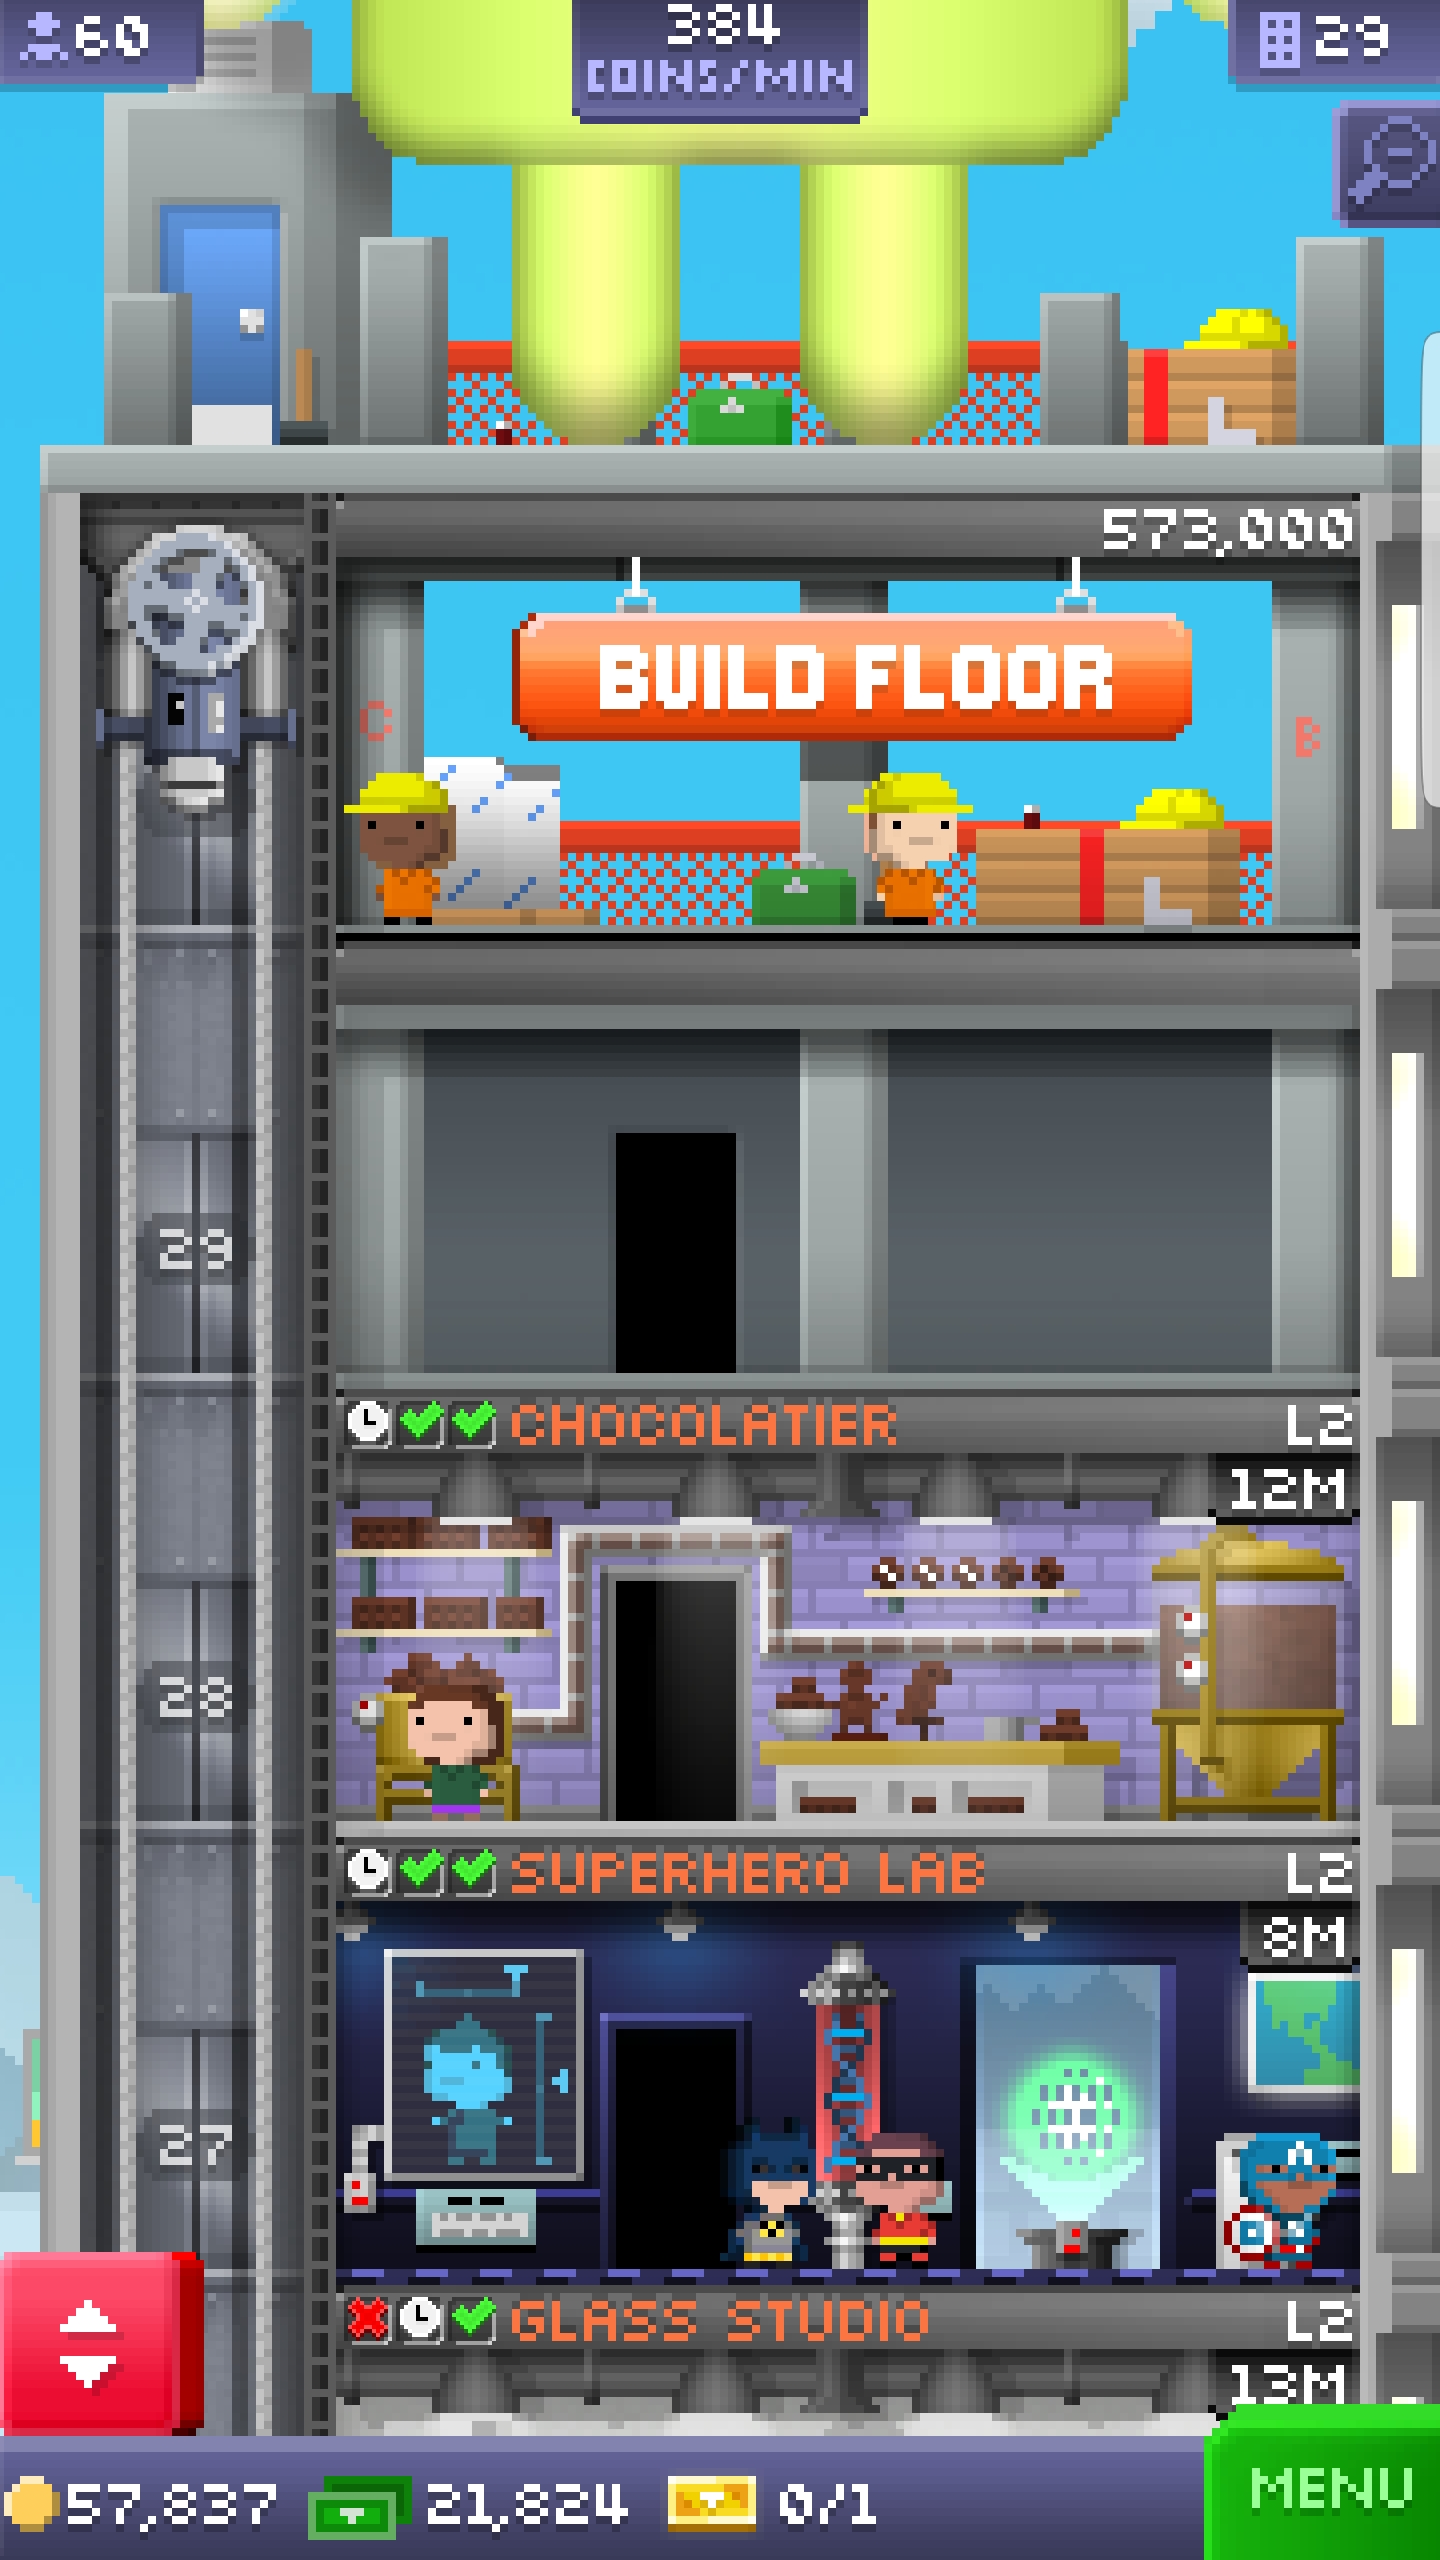 60
384
COINS/MIN
29
573,000
BUILD FLOOR
C
B
29
CHOCOLATIER L2
12M
28
SUPERHERO LAB L2
8M
27
GLASS STUDIO L2
13M
57,837 21,824 0/1
MENU